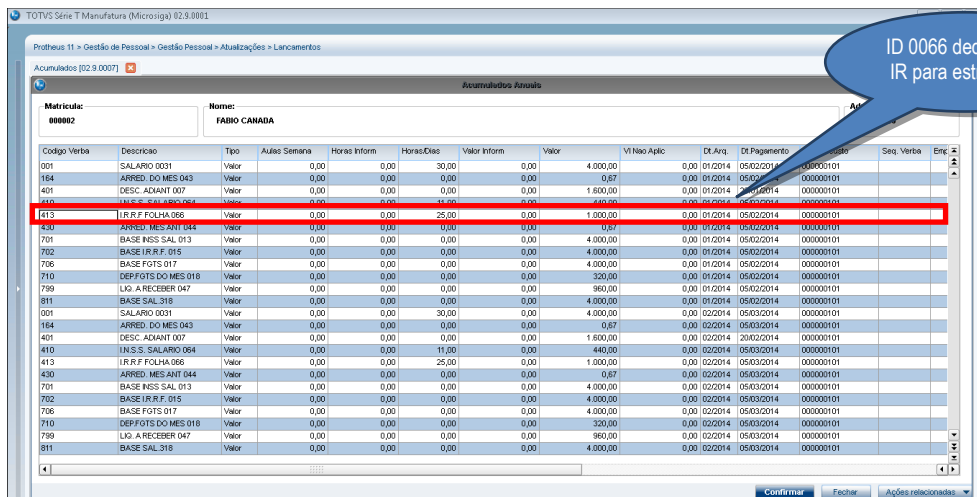 TOTVS Série T Manufatura (Microsiga) 02.9.0001
Protheus 11 > Gestão de Pessoal > Gestão Pessoal > Atualizações > Lancamentos
ID 0066 dec
IR para est
Acumulados [02.9.0007]
Acumulados Anuais
Matricula: Nome: Ad
000002 FABIO CANADA
Codigo Verba Descricao Tipo Aulas Semana Horas Inform Horas/Dias Valor Inform Valor Vl Nao Aplic Dt.Arq. Dt.Pagamento usto Seq. Verba Emp
001 SALARIO 0031 Valor 0,00 0,00 30,00 0,00 4.000,00 0,00 01/2014 05/02/2014 000000101
164 ARRED. DO MES 043 Valor 0,00 0,00 0,00 0,00 0,67 0,00 01/2014 05/02/2014 000000101
401 DESC. ADIANT 007 Valor 0,00 0,00 0,00 0,00 1.600,00 0,00 01/2014 000000101
410 I.N.S.S. SALARIO 064 Valor 0,00 0,00 11,00 0,00 440,00 0,00 01/2014 05/02/2014 000000101
413 I.R.R.F FOLHA 066 Valor 0,00 0,00 25,00 0,00 1.000,00 0,00 01/2014 05/02/2014 000000101
430 ARRED. MES ANT 044 Valor 0,00 0,00 0,00 0,00 0,67 0,00 01/2014 05/02/2014 000000101
701 BASE INSS SAL 013 Valor 0,00 0,00 0,00 0,00 4.000,00 0,00 01/2014 05/02/2014 000000101
702 BASE I.R.R.F. 015 Valor 0,00 0,00 0,00 0,00 4.000,00 0,00 01/2014 05/02/2014 000000101
706 BASE FGTS 017 Valor 0,00 0,00 0,00 0,00 4.000,00 0,00 01/2014 05/02/2014 000000101
710 DEP.FGTS DO MES 018 Valor 0,00 0,00 0,00 0,00 320,00 0,00 01/2014 05/02/2014 000000101
799 LIQ. A RECEBER 047 Valor 0,00 0,00 0,00 0,00 960,00 0,00 01/2014 05/02/2014 000000101
811 BASE SAL.318 Valor 0,00 0,00 0,00 0,00 4.000,00 0,00 01/2014 05/02/2014 000000101
001 SALARIO 0031 Valor 0,00 0,00 30,00 0,00 4.000,00 0,00 02/2014 05/03/2014 000000101
164 ARRED. DO MES 043 Valor 0,00 0,00 0,00 0,00 0,67 0,00 02/2014 05/03/2014 000000101
401 DESC. ADIANT 007 Valor 0,00 0,00 0,00 0,00 1.600,00 0,00 02/2014 20/02/2014 000000101
410 I.N.S.S. SALARIO 064 Valor 0,00 0,00 11,00 0,00 440,00 0,00 02/2014 05/03/2014 000000101
413 I.R.R.F FOLHA 066 Valor 0,00 0,00 25,00 0,00 1.000,00 0,00 02/2014 05/03/2014 000000101
430 ARRED. MES ANT 044 Valor 0,00 0,00 0,00 0,00 0,67 0,00 02/2014 05/03/2014 000000101
701 BASE INSS SAL 013 Valor 0,00 0,00 0,00 0,00 4.000,00 0,00 02/2014 05/03/2014 000000101
702 BASE I.R.R.F. 015 Valor 0,00 0,00 0,00 0,00 4.000,00 0,00 02/2014 05/03/2014 000000101
706 BASE FGTS 017 Valor 0,00 0,00 0,00 0,00 4.000,00 0,00 02/2014 05/03/2014 000000101
710 DEP.FGTS DO MES 018 Valor 0,00 0,00 0,00 0,00 320,00 0,00 02/2014 05/03/2014 000000101
799 LIQ. A RECEBER 047 Valor 0,00 0,00 0,00 0,00 960,00 0,00 02/2014 05/03/2014 000000101
811 BASE SAL.318 Valor 0,00 0,00 0,00 0,00 4.000,00 0,00 02/2014 05/03/2014 000000101
Confirmar Fechar Ações relacionadas